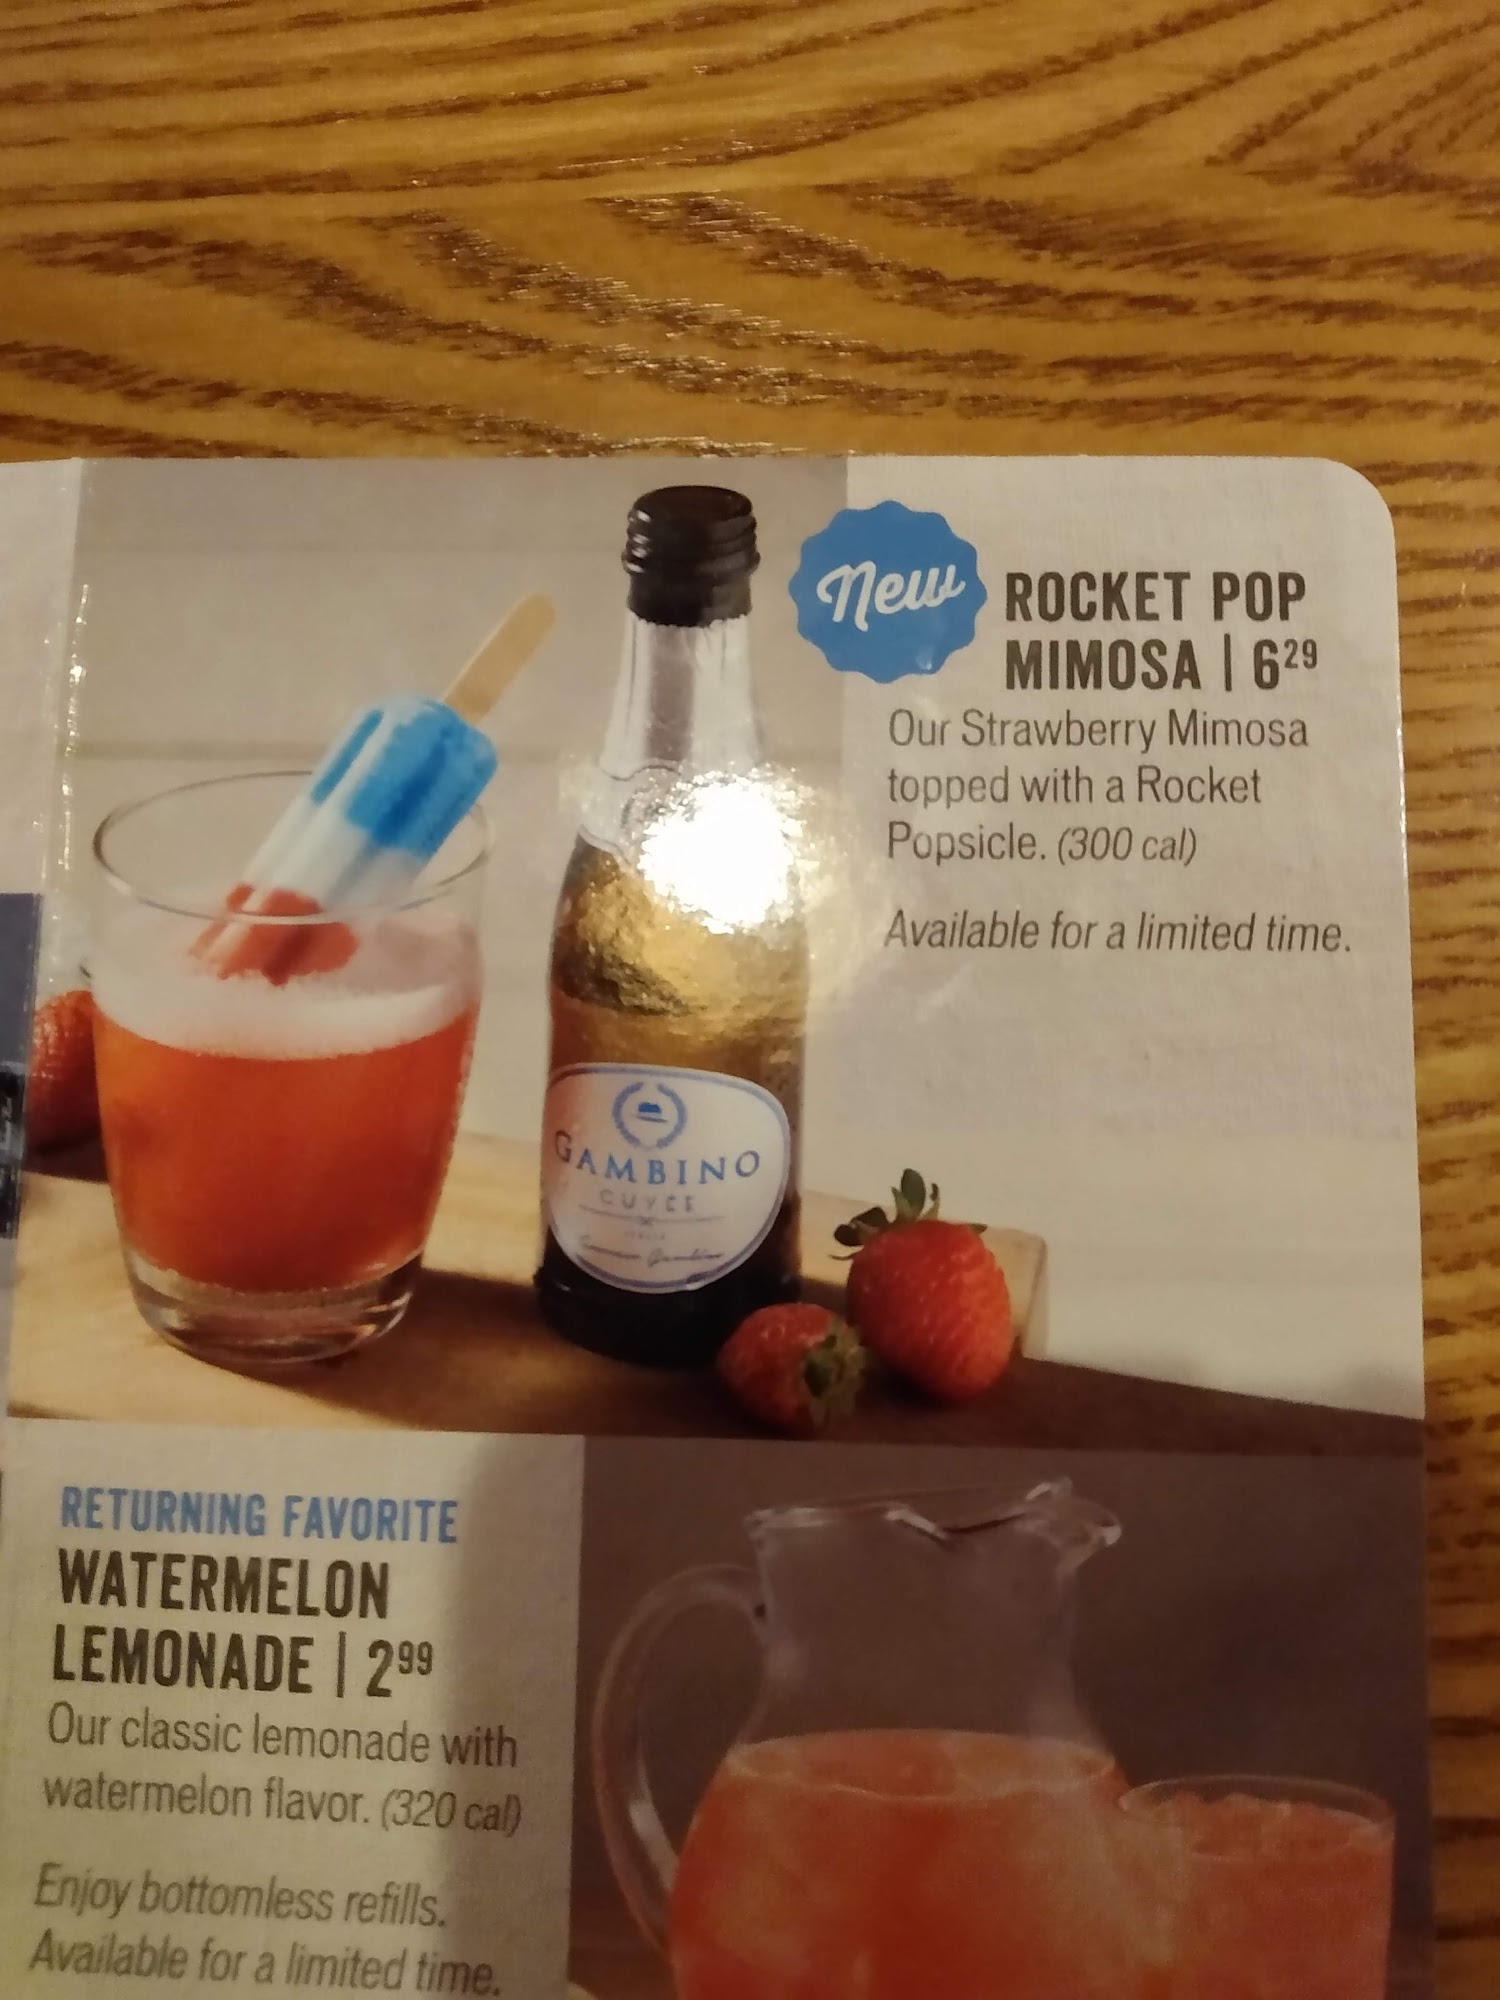 New
ROCKET POP
MIMOSA | 6²⁹
Our Strawberry Mimosa
topped with a Rocket
Popsicle. (300 cal)
Available for a limited time.
GAMBINO
CUVÉE
RETURNING FAVORITE
WATERMELON
LEMONADE | 2⁹⁹
Our classic lemonade with
watermelon flavor. (320 cal)
Enjoy bottomless refills.
Available for a limited time.